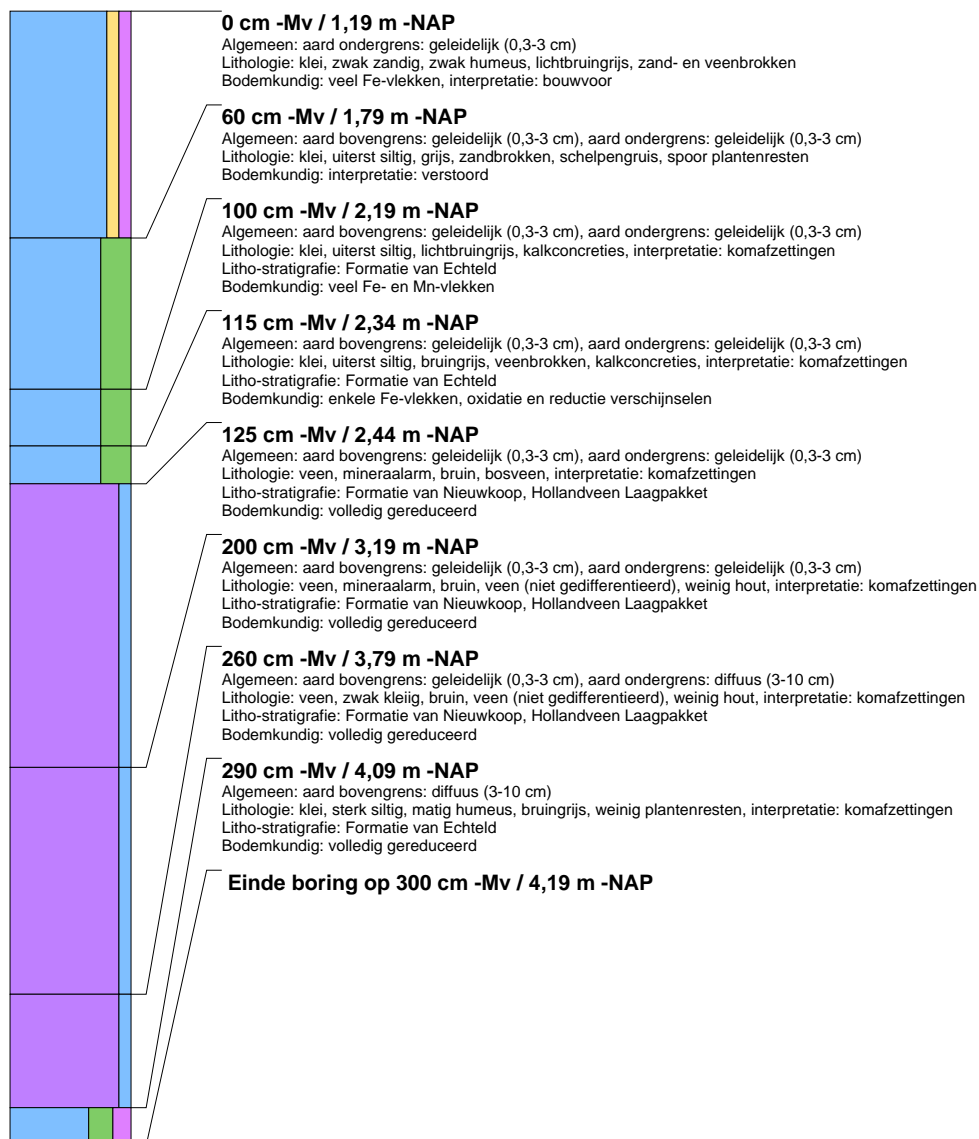 0 cm -Mv / 1,19 m -NAP
Algemeen: aard ondergrens: geleidelijk (0,3-3 cm)
Lithologie: klei, zwak zandig, zwak humeus, lichtbruingrijs, zand- en veenbrokken
Bodemkundig: veel Fe-vlekken, interpretatie: bouwvoor
60 cm -Mv / 1,79 m -NAP
Algemeen: aard bovengrens: geleidelijk (0,3-3 cm), aard ondergrens: geleidelijk (0,3-3 cm)
Lithologie: klei, uiterst siltig, grijs, zandbrokken, schelpengruis, spoor plantenresten
Bodemkundig: interpretatie: verstoord
100 cm -Mv / 2,19 m -NAP
Algemeen: aard bovengrens: geleidelijk (0,3-3 cm), aard ondergrens: geleidelijk (0,3-3 cm)
Lithologie: klei, uiterst siltig, lichtbruingrijs, kalkconcreties, interpretatie: komafzettingen
Litho-stratigrafie: Formatie van Echteld
Bodemkundig: veel Fe- en Mn-vlekken
115 cm -Mv / 2,34 m -NAP
Algemeen: aard bovengrens: geleidelijk (0,3-3 cm), aard ondergrens: geleidelijk (0,3-3 cm)
Lithologie: klei, uiterst siltig, bruingrijs, veenbrokken, kalkconcreties, interpretatie: komafzettingen
Litho-stratigrafie: Formatie van Echteld
Bodemkundig: enkele Fe-vlekken, oxidatie en reductie verschijnselen
125 cm -Mv / 2,44 m -NAP
Algemeen: aard bovengrens: geleidelijk (0,3-3 cm), aard ondergrens: geleidelijk (0,3-3 cm)
Lithologie: veen, mineraalarm, bruin, bosveen, interpretatie: komafzettingen
Litho-stratigrafie: Formatie van Nieuwkoop, Hollandveen Laagpakket
Bodemkundig: volledig gereduceerd
200 cm -Mv / 3,19 m -NAP
Algemeen: aard bovengrens: geleidelijk (0,3-3 cm), aard ondergrens: geleidelijk (0,3-3 cm)
Lithologie: veen, mineraalarm, bruin, veen (niet gedifferentieerd), weinig hout, interpretatie: komafzettingen
Litho-stratigrafie: Formatie van Nieuwkoop, Hollandveen Laagpakket
Bodemkundig: volledig gereduceerd
260 cm -Mv / 3,79 m -NAP
Algemeen: aard bovengrens: geleidelijk (0,3-3 cm), aard ondergrens: diffuus (3-10 cm)
Lithologie: veen, zwak kleiig, bruin, veen (niet gedifferentieerd), weinig hout, interpretatie: komafzettingen
Litho-stratigrafie: Formatie van Nieuwkoop, Hollandveen Laagpakket
Bodemkundig: volledig gereduceerd
290 cm -Mv / 4,09 m -NAP
Algemeen: aard bovengrens: diffuus (3-10 cm)
Lithologie: klei, sterk siltig, matig humeus, bruingrijs, weinig plantenresten, interpretatie: komafzettingen
Litho-stratigrafie: Formatie van Echteld
Bodemkundig: volledig gereduceerd
Einde boring op 300 cm -Mv / 4,19 m -NAP